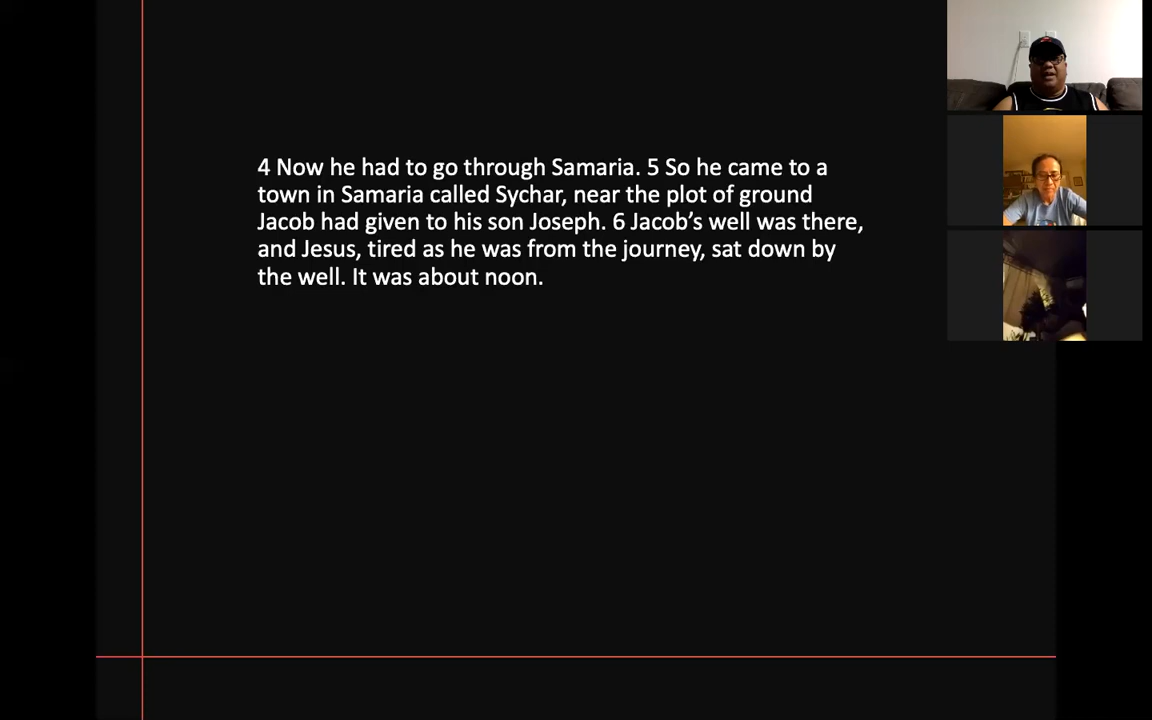 4 Now he had to go through Samaria. 5 So he came to a
town in Samaria called Sychar, near the plot of ground
Jacob had given to his son Joseph. 6 Jacob’s well was there,
and Jesus, tired as he was from the journey, sat down by
the well. It was about noon.